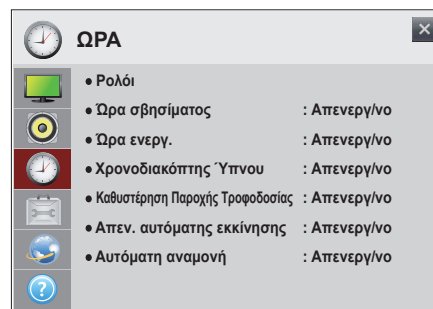 ΩΡΑ
● Ρολόι
● Ώρα σβησίματος : Απενεργ/νο
● Ώρα ενεργ. : Απενεργ/νο
● Χρονοδιακόπτης Ύπνου : Απενεργ/νο
● Καθυστέρηση Παροχής Τροφοδοσίας : Απενεργ/νο
● Απεν. αυτόματης εκκίνησης : Απενεργ/νο
● Αυτόματη αναμονή : Απενεργ/νο